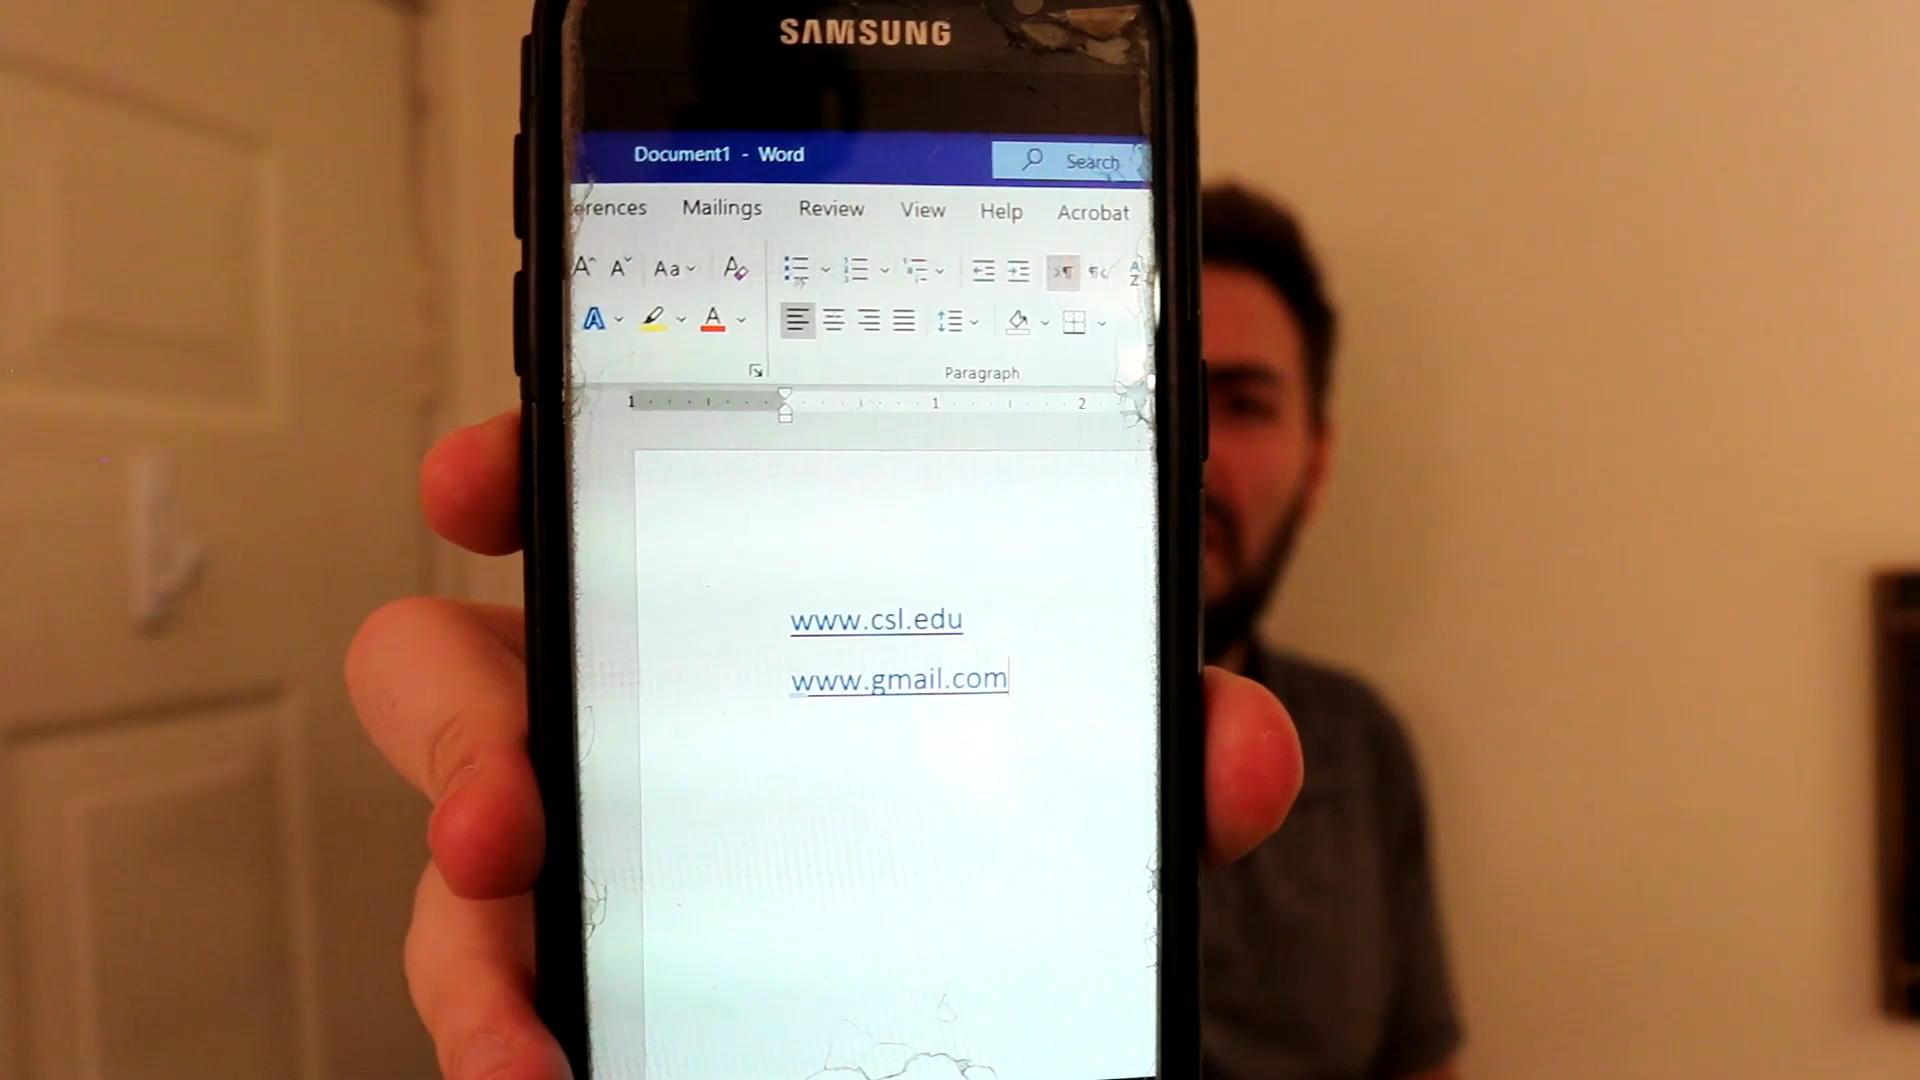 SAMSUNG
Document1 - Word
Search
erences Mailings Review View Help Acrobat
Aa
Paragraph
1 1 2
www.csl.edu
www.gmail.com